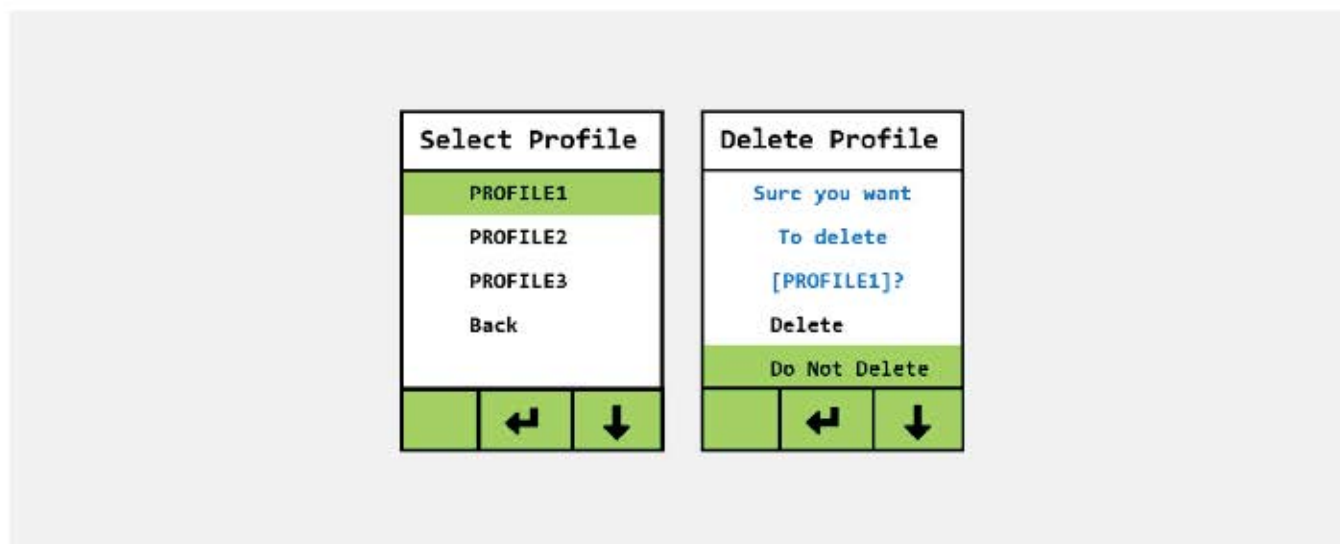 Select Profile
PROFILE1
PROFILE2
PROFILE3
Back
Delete Profile
Sure you want
To delete
[PROFILE1]?
Delete
Do Not Delete